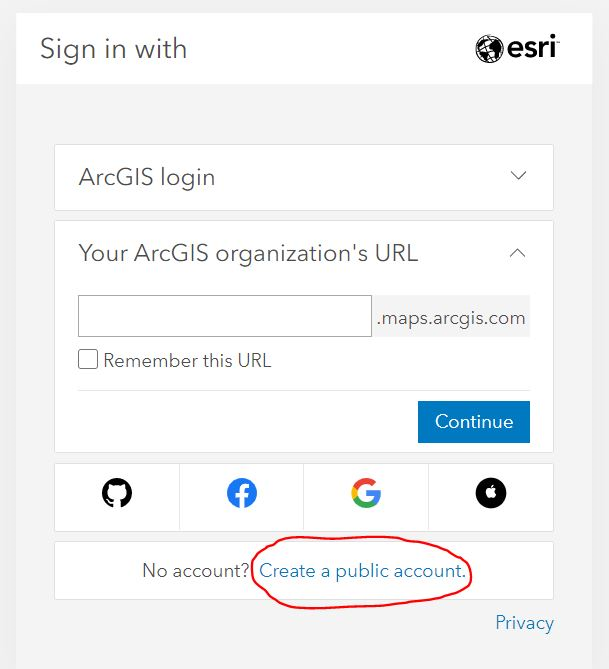 Sign in with
esri
ArcGIS login
Your ArcGIS organization's URL
.maps.arcgis.com
Remember this URL
Continue
No account? Create a public account.
Privacy